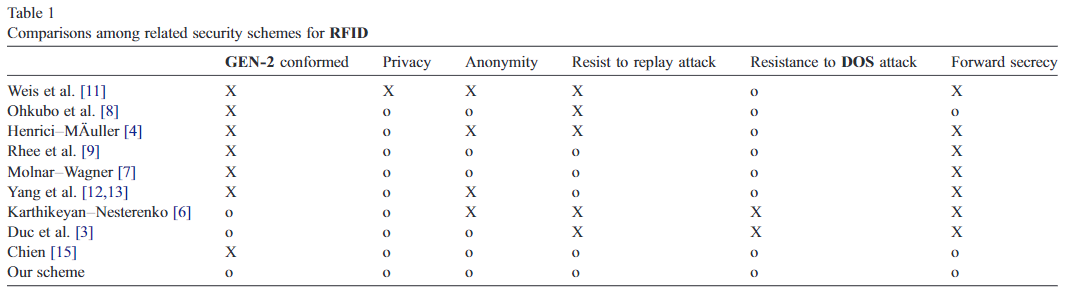 Table 1
Comparisons among related security schemes for RFID
GEN-2 conformed Privacy Anonymity Resist to replay attack Resistance to DOS attack Forward secrecy
Weis et al. [11] X X X X o X
Ohkubo et al. [8] X o o X o o
Henrici–MÄuller [4] X o X X o X
Rhee et al. [9] X o o o o X
Molnar–Wagner [7] X o o o o X
Yang et al. [12,13] X o X o o X
Karthikeyan–Nesterenko [6] o o X X X X
Duc et al. [3] o o o X X X
Chien [15] X o o o o o
Our scheme o o o o o o